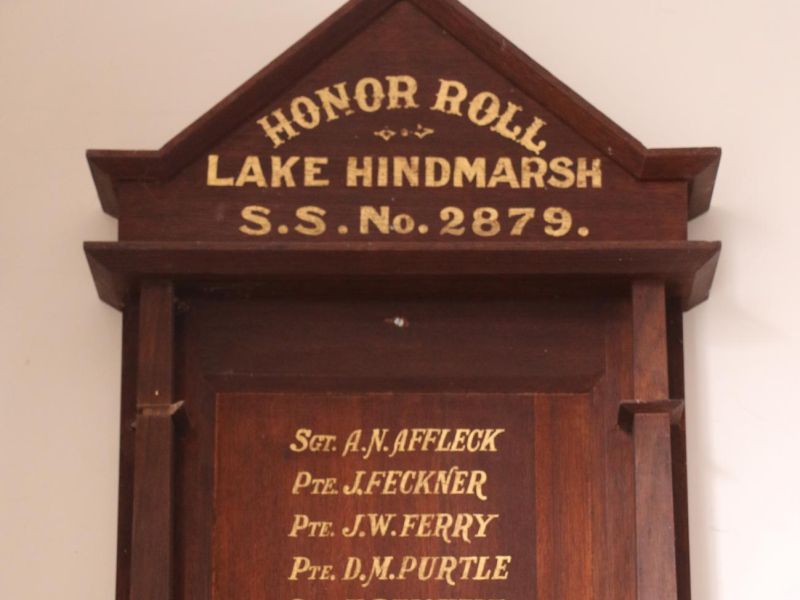 HONOR ROLL
LAKE HINDMARSH
S.S. No. 2879.
SGT. A.N. AFFLECK
PTE. J. FECKNER
PTE. J.W. FERRY
PTE. D.M. PURTLE